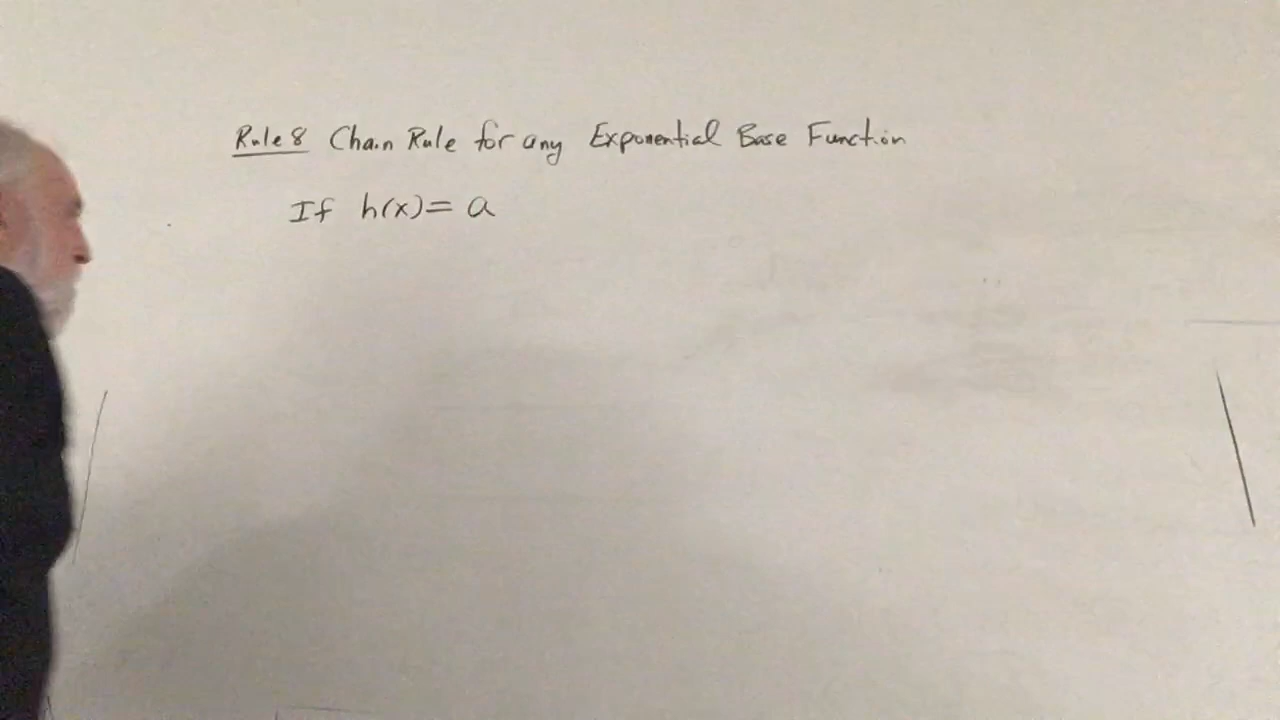 Rule 8 Chain Rule for any Exponential Base Function
If h(x) = a